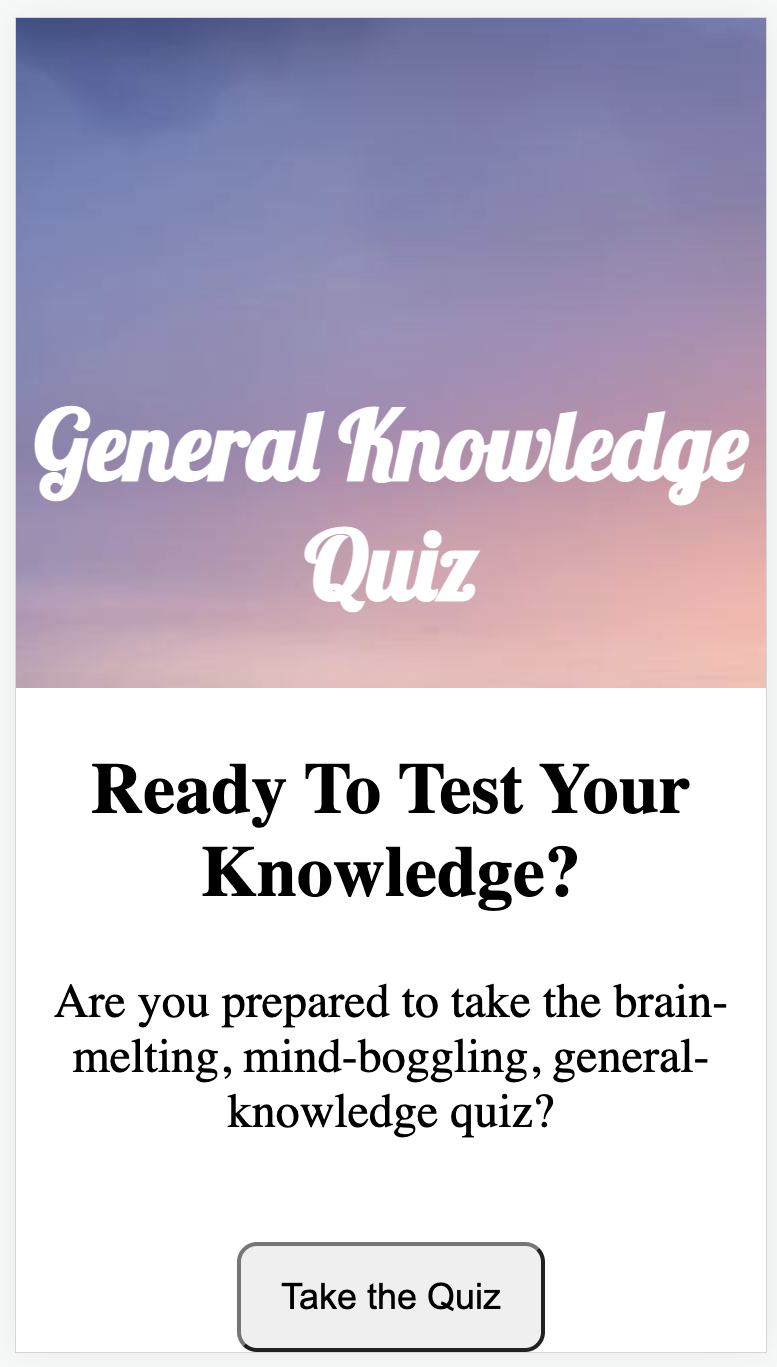 General Knowledge
Quiz
Ready To Test Your
Knowledge?
Are you prepared to take the brain-
melting, mind-boggling, general-
knowledge quiz?
Take the Quiz